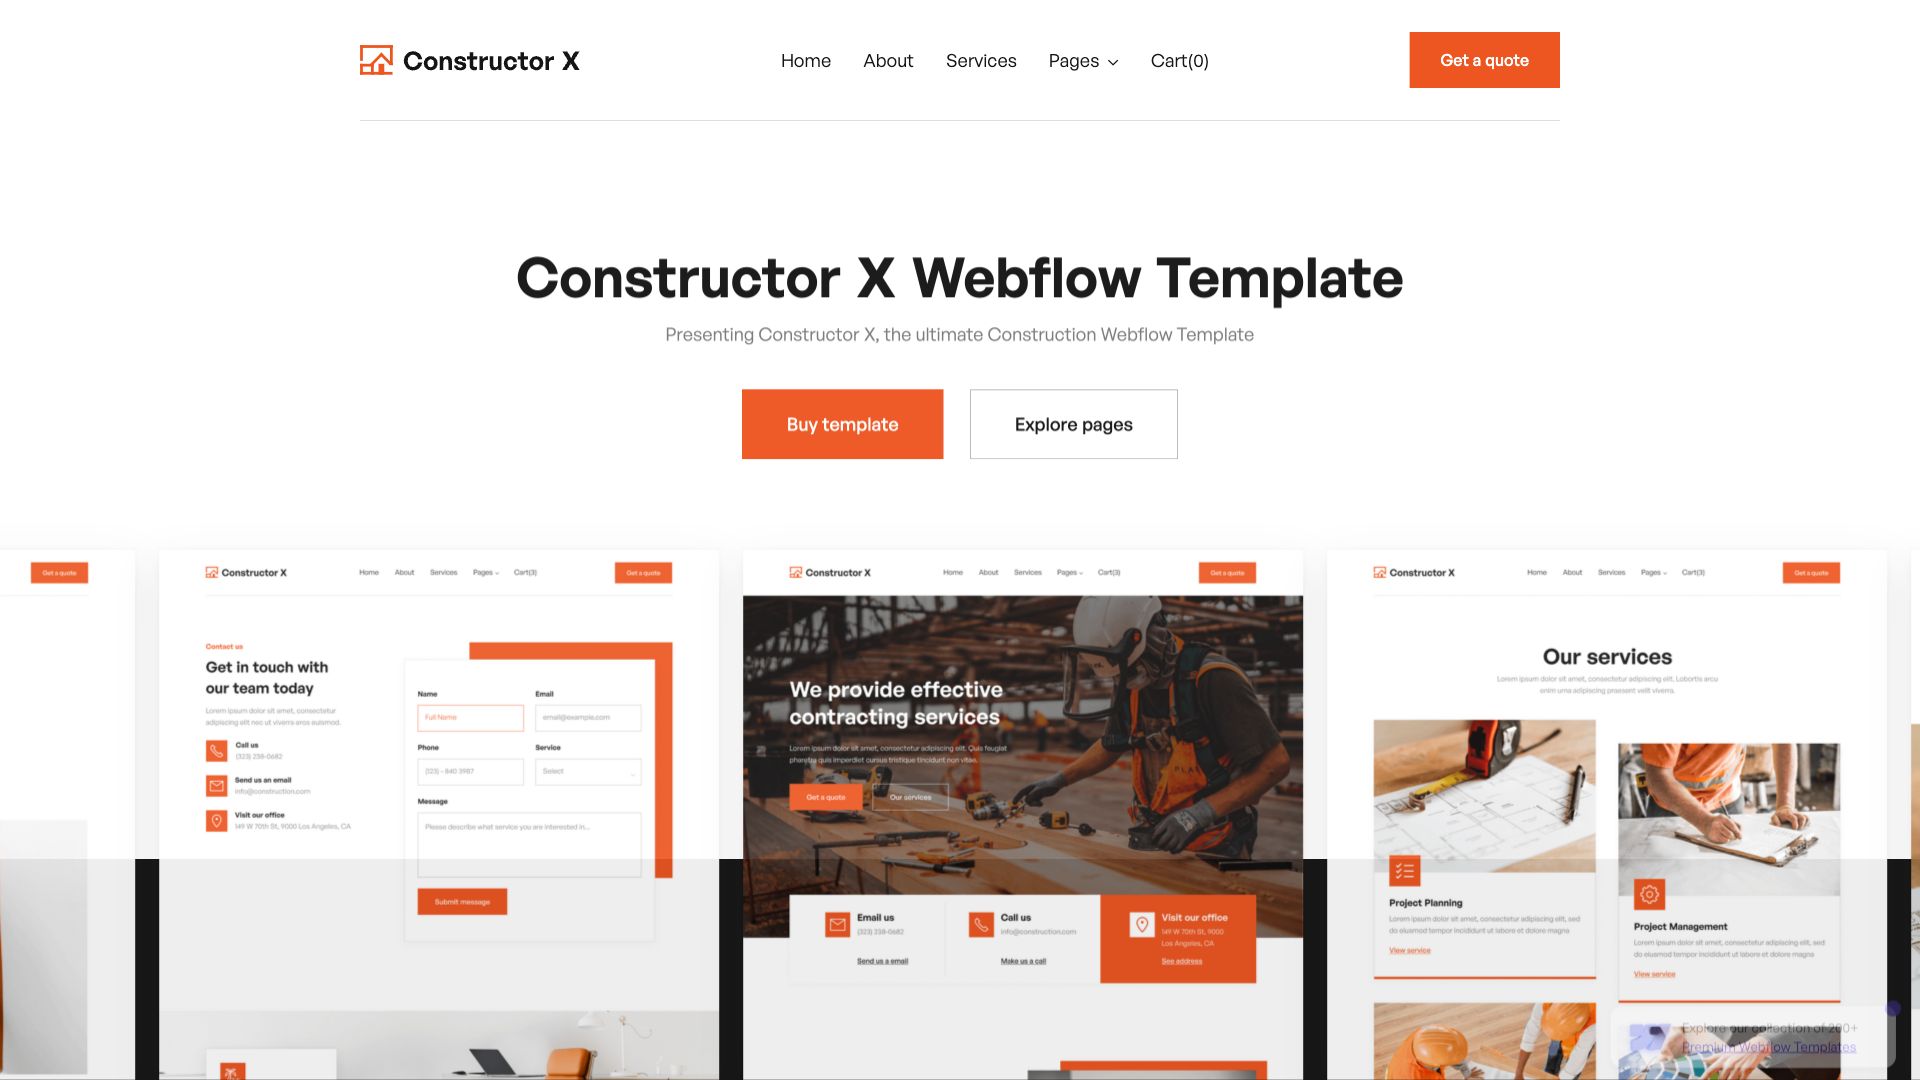 Constructor X
Home
About
Services
Pages
Cart(0)
Get a quote
Constructor X Webflow Template
Presenting Constructor X, the ultimate Construction Webflow Template
Buy template
Explore pages
Get a quote
Constructor X
Home
About
Services
Pages
Cart(3)
Get a quote
Contact us
Get in touch with
our team today
Lorem ipsum dolor sit amet, consectetur
adipiscing elit nec ut viverra arcu euismod.
Call us
(323) 238-0682
Send us an email
info@construction.com
Visit our office
149 W 70th St, 9000 Los Angeles, CA
Name
Full Name
Email
email@example.com
Phone
(123) - 840 3987
Service
Select
Message
Please describe what service you are interested in...
Submit message
Constructor X
Home
About
Services
Pages
Cart(3)
Get a quote
We provide effective
contracting services
Lorem ipsum dolor sit amet, consectetur adipiscing elit. Quis feugiat
pharetra quis imperdiet cursus tristique tincidunt non vitae.
Get a quote
Our services
Email us
(323) 238-0682
Send us a email
Call us
info@construction.com
Make us a call
Visit our office
149 W 70th St, 9000
Los Angeles, CA
See address
Constructor X
Home
About
Services
Pages
Cart(3)
Get a quote
Our services
Lorem ipsum dolor sit amet, consectetur adipiscing elit. Lobortis arcu
enim urna adipiscing praesent velit viverra.
Project Planning
Lorem ipsum dolor sit amet, consectetur adipiscing elit, sed
do eiusmod tempor incididunt ut labore et dolore magna
View service
Project Management
Lorem ipsum dolor sit amet, consectetur adipiscing elit, sed
do eiusmod tempor incididunt ut labore et dolore magna
View service
Explore our collection of 200+
Premium Webflow Templates